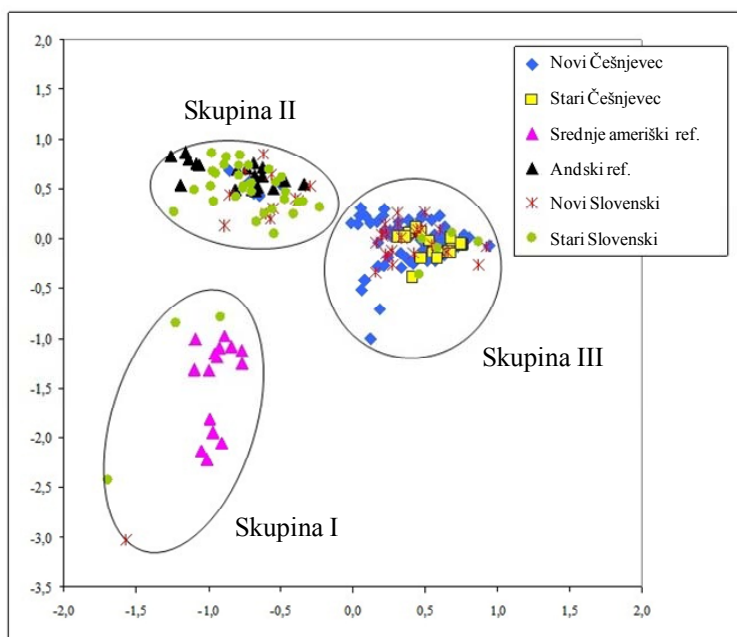 2,0
1,5
1,0
0,5
0,0
-0,5
-1,0
-1,5
-2,0
-2,5
-3,0
-3,5
-2,0 -1,5 -1,0 -0,5 0,0 0,5 1,0 1,5 2,0
Skupina II
Skupina III
Skupina I
Novi Češnjevec
Stari Češnjevec
Srednje ameriški ref.
Andski ref.
Novi Slovenski
Stari Slovenski